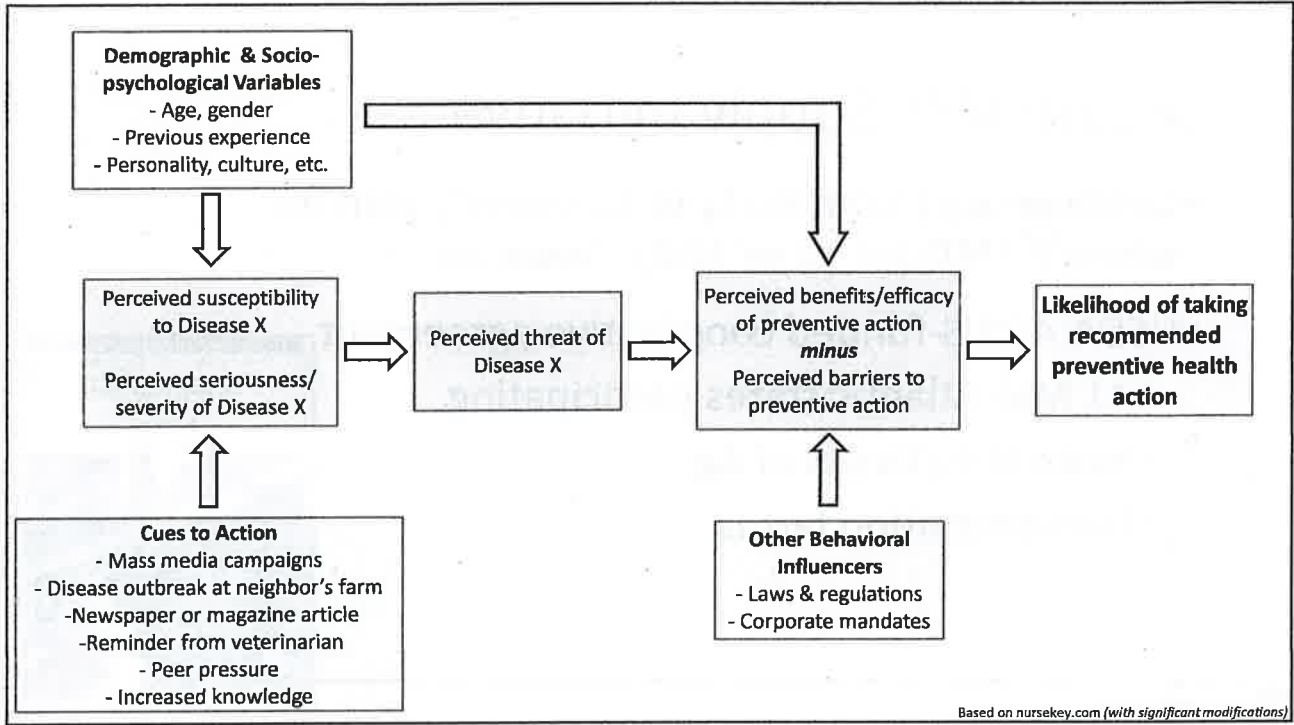 Demographic & Socio-
psychological Variables
- Age, gender
- Previous experience
- Personality, culture, etc.
Perceived susceptibility
to Disease X
Perceived seriousness/
severity of Disease X
Perceived threat of
Disease X
Perceived benefits/efficacy
of preventive action
minus
Perceived barriers to
preventive action
Likelihood of taking
recommended
preventive health
action
Cues to Action
- Mass media campaigns
- Disease outbreak at neighbor's farm
-Newspaper or magazine article
-Reminder from veterinarian
- Peer pressure
- Increased knowledge
Other Behavioral
Influencers
- Laws & regulations
- Corporate mandates
Based on nursekey.com (with significant modifications)